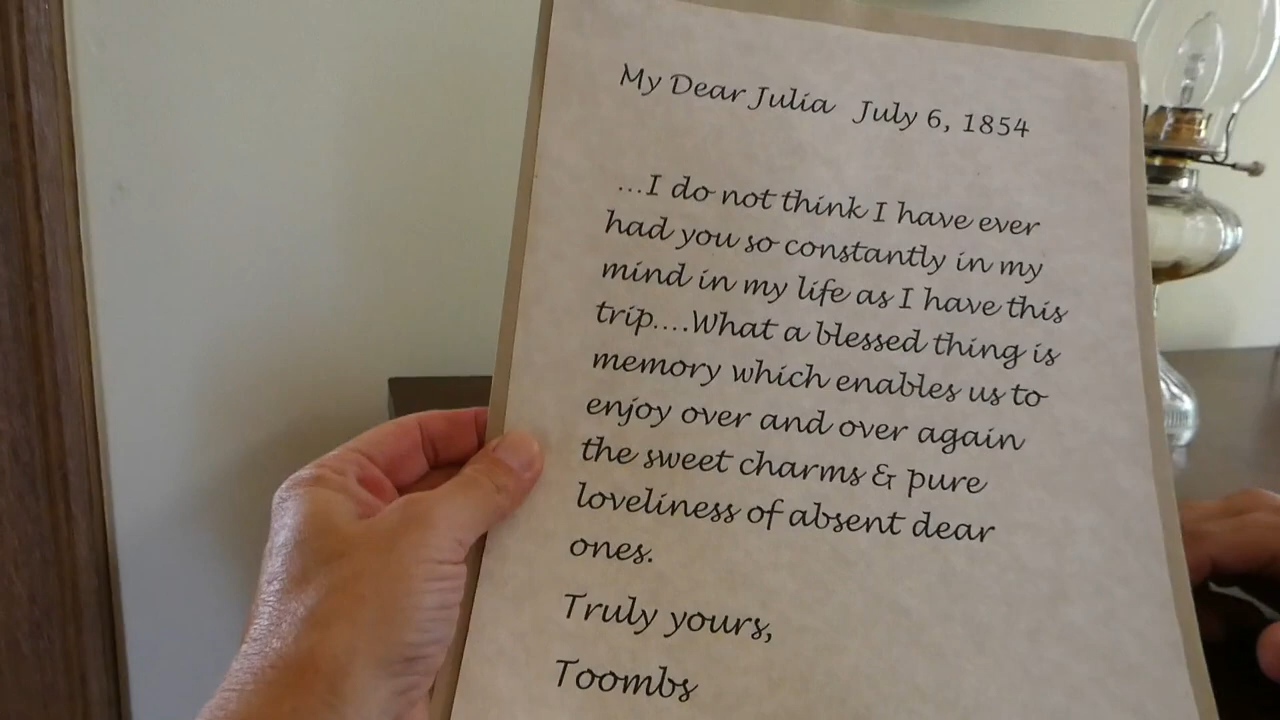 My Dear Julia July 6, 1854
...I do not think I have ever
had you so constantly in my
mind in my life as I have this
trip....What a blessed thing is
memory which enables us to
enjoy over and over again
the sweet charms & pure
loveliness of absent dear
ones.
Truly yours,
Toombs